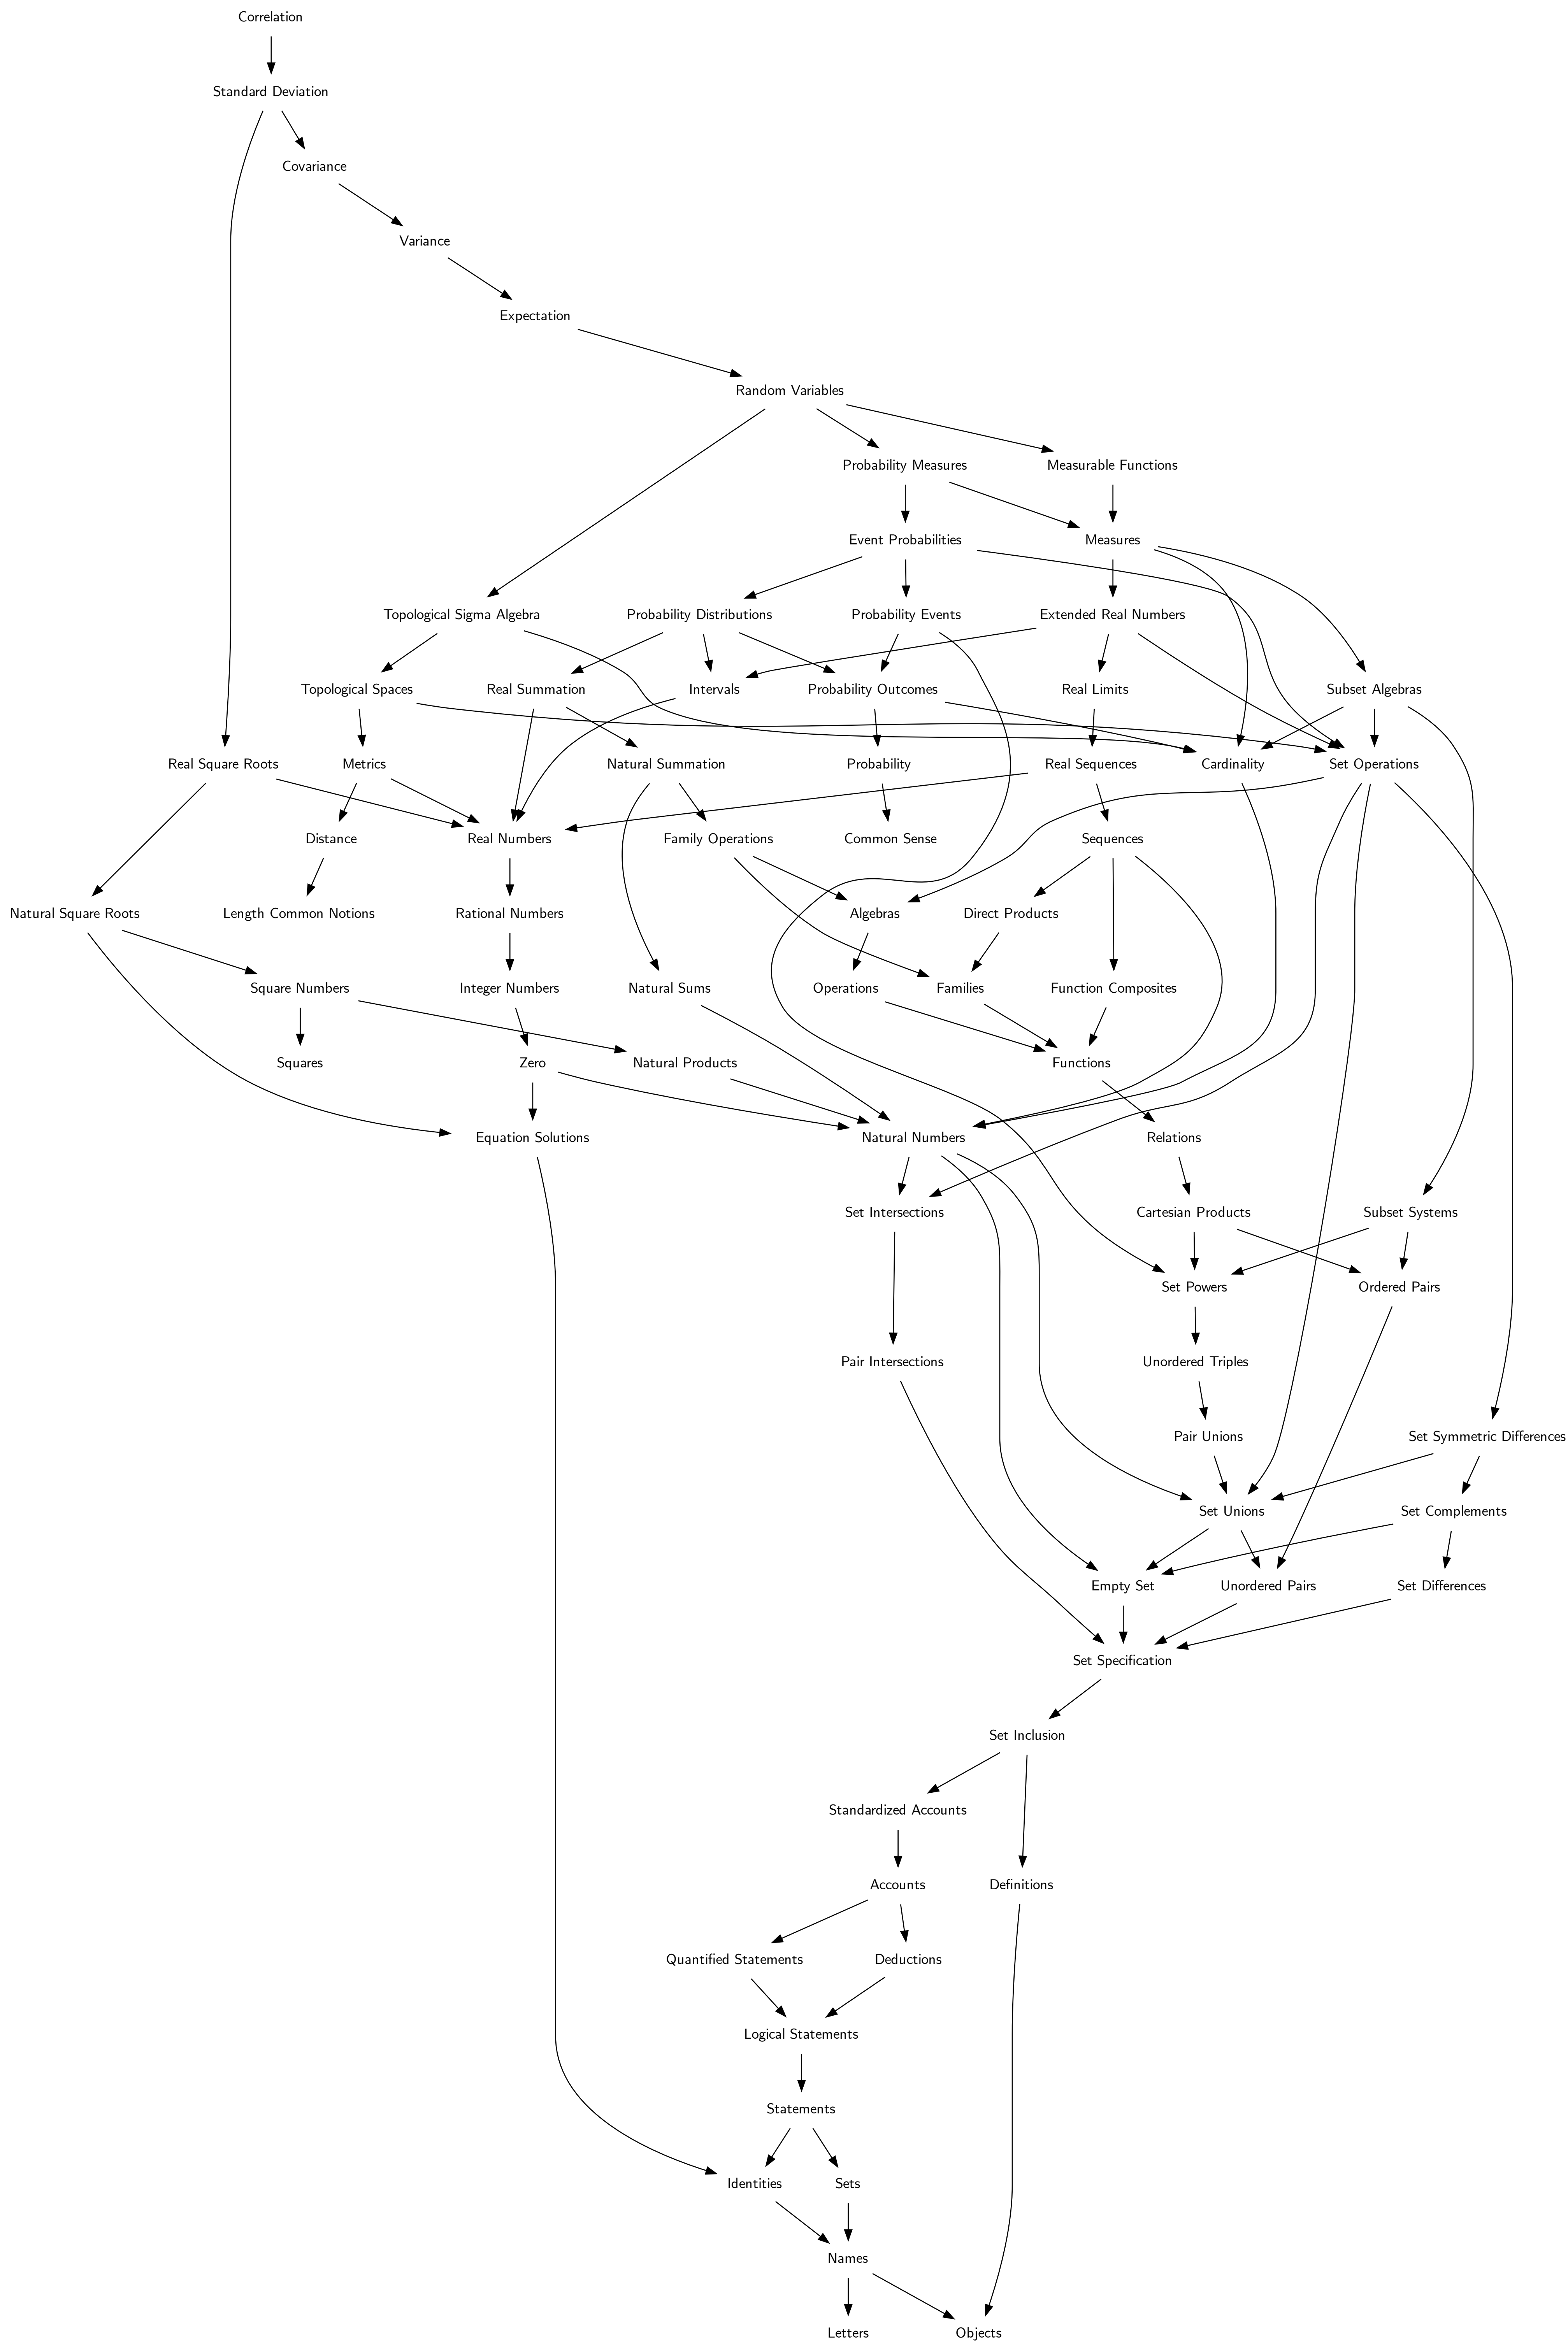 Correlation
Standard Deviation
Covariance
Variance
Expectation
Random Variables
Probability Measures
Measurable Functions
Event Probabilities
Measures
Topological Sigma Algebra
Probability Distributions
Probability Events
Extended Real Numbers
Topological Spaces
Real Summation
Intervals
Probability Outcomes
Real Limits
Subset Algebras
Real Square Roots
Metrics
Natural Summation
Probability
Real Sequences
Cardinality
Set Operations
Distance
Real Numbers
Family Operations
Common Sense
Sequences
Natural Square Roots
Length Common Notions
Rational Numbers
Algebras
Direct Products
Square Numbers
Integer Numbers
Natural Sums
Operations
Families
Function Composites
Squares
Zero
Natural Products
Functions
Equation Solutions
Natural Numbers
Relations
Set Intersections
Cartesian Products
Subset Systems
Set Powers
Ordered Pairs
Pair Intersections
Unordered Triples
Pair Unions
Set Symmetric Differences
Set Unions
Set Complements
Empty Set
Unordered Pairs
Set Differences
Set Specification
Set Inclusion
Standardized Accounts
Accounts
Definitions
Quantified Statements
Deductions
Logical Statements
Statements
Identities
Sets
Names
Letters
Objects